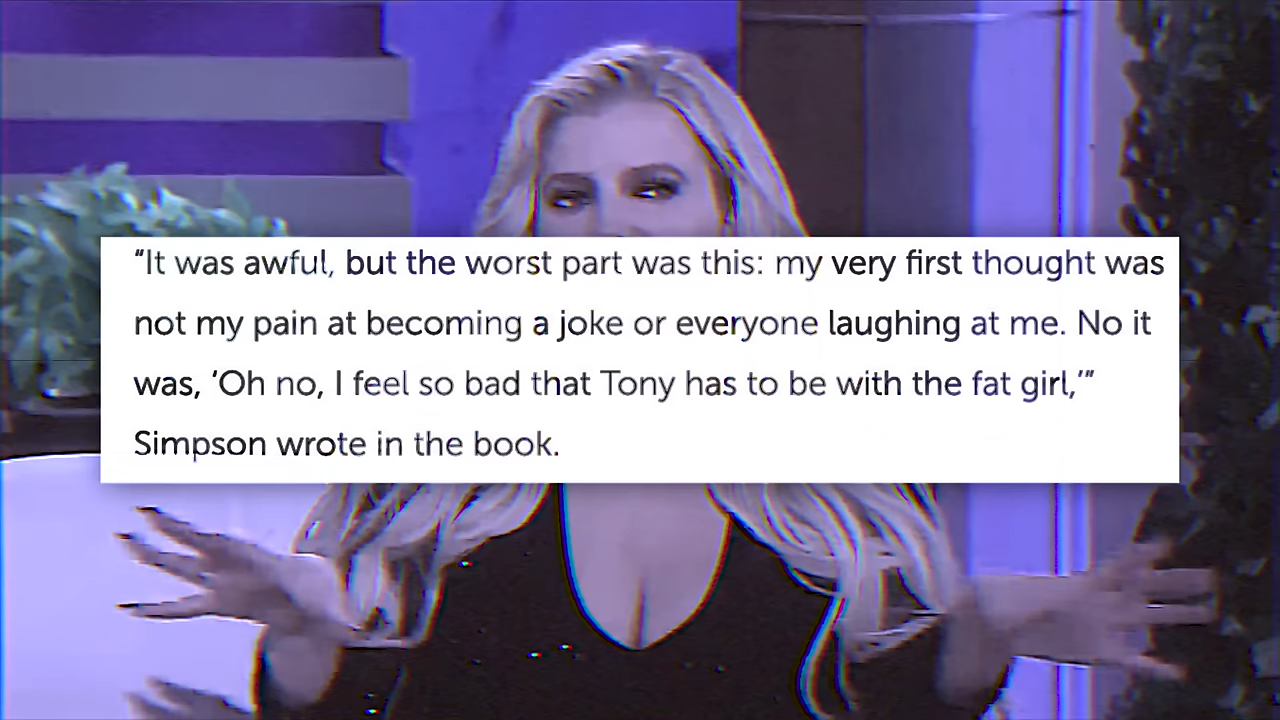 “It was awful, but the worst part was this: my very first thought was
not my pain at becoming a joke or everyone laughing at me. No it
was, ‘Oh no, I feel so bad that Tony has to be with the fat girl,’”
Simpson wrote in the book.